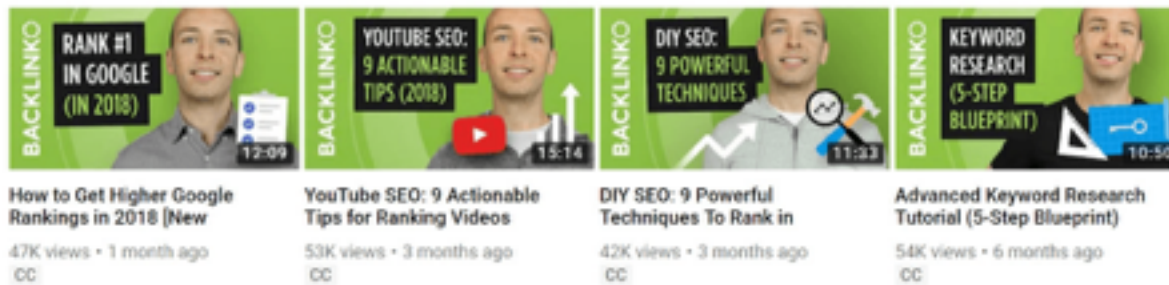 BACKLINKO
RANK #1
IN GOOGLE
(IN 2018)
12:09
How to Get Higher Google
Rankings in 2018 [New
47K views • 1 month ago
CC
BACKLINKO
YOUTUBE SEO:
9 ACTIONABLE
TIPS (2018)
15:14
YouTube SEO: 9 Actionable
Tips for Ranking Videos
53K views • 3 months ago
CC
BACKLINKO
DIY SEO:
9 POWERFUL
TECHNIQUES
11:33
DIY SEO: 9 Powerful
Techniques To Rank in
42K views • 3 months ago
CC
BACKLINKO
KEYWORD
RESEARCH
(5-STEP
BLUEPRINT)
Advanced Keyword Research
Tutorial (5-Step Blueprint)
54K views • 6 months ago
CC